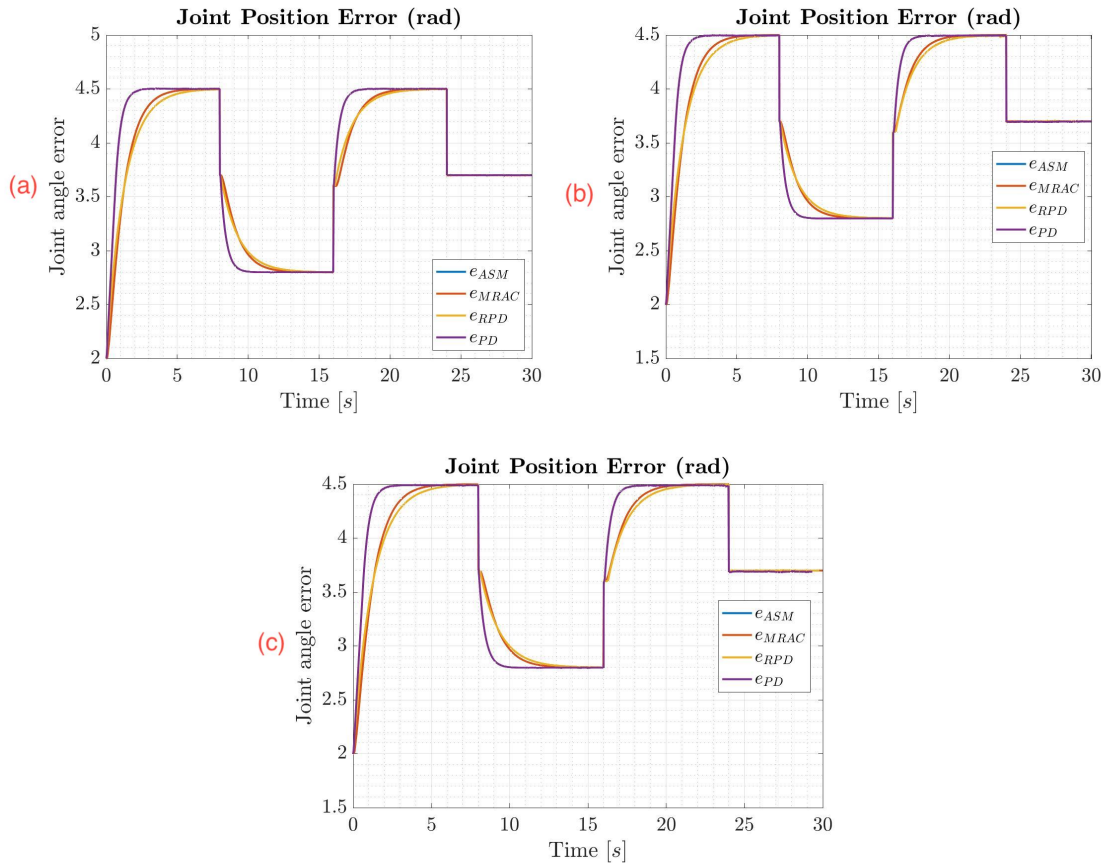 Joint Position Error (rad)
5
4.5
4
3.5
3
2.5
2
0 5 10 15 20 25 30
Joint angle error
Time [s]
(a)
e_ASM
e_MRAC
e_RPD
e_PD
Joint Position Error (rad)
4.5
4
3.5
3
2.5
2
1.5
0 5 10 15 20 25 30
Joint angle error
Time [s]
(b)
e_ASM
e_MRAC
e_RPD
e_PD
Joint Position Error (rad)
4.5
4
3.5
3
2.5
2
1.5
0 5 10 15 20 25 30
Joint angle error
Time [s]
(c)
e_ASM
e_MRAC
e_RPD
e_PD